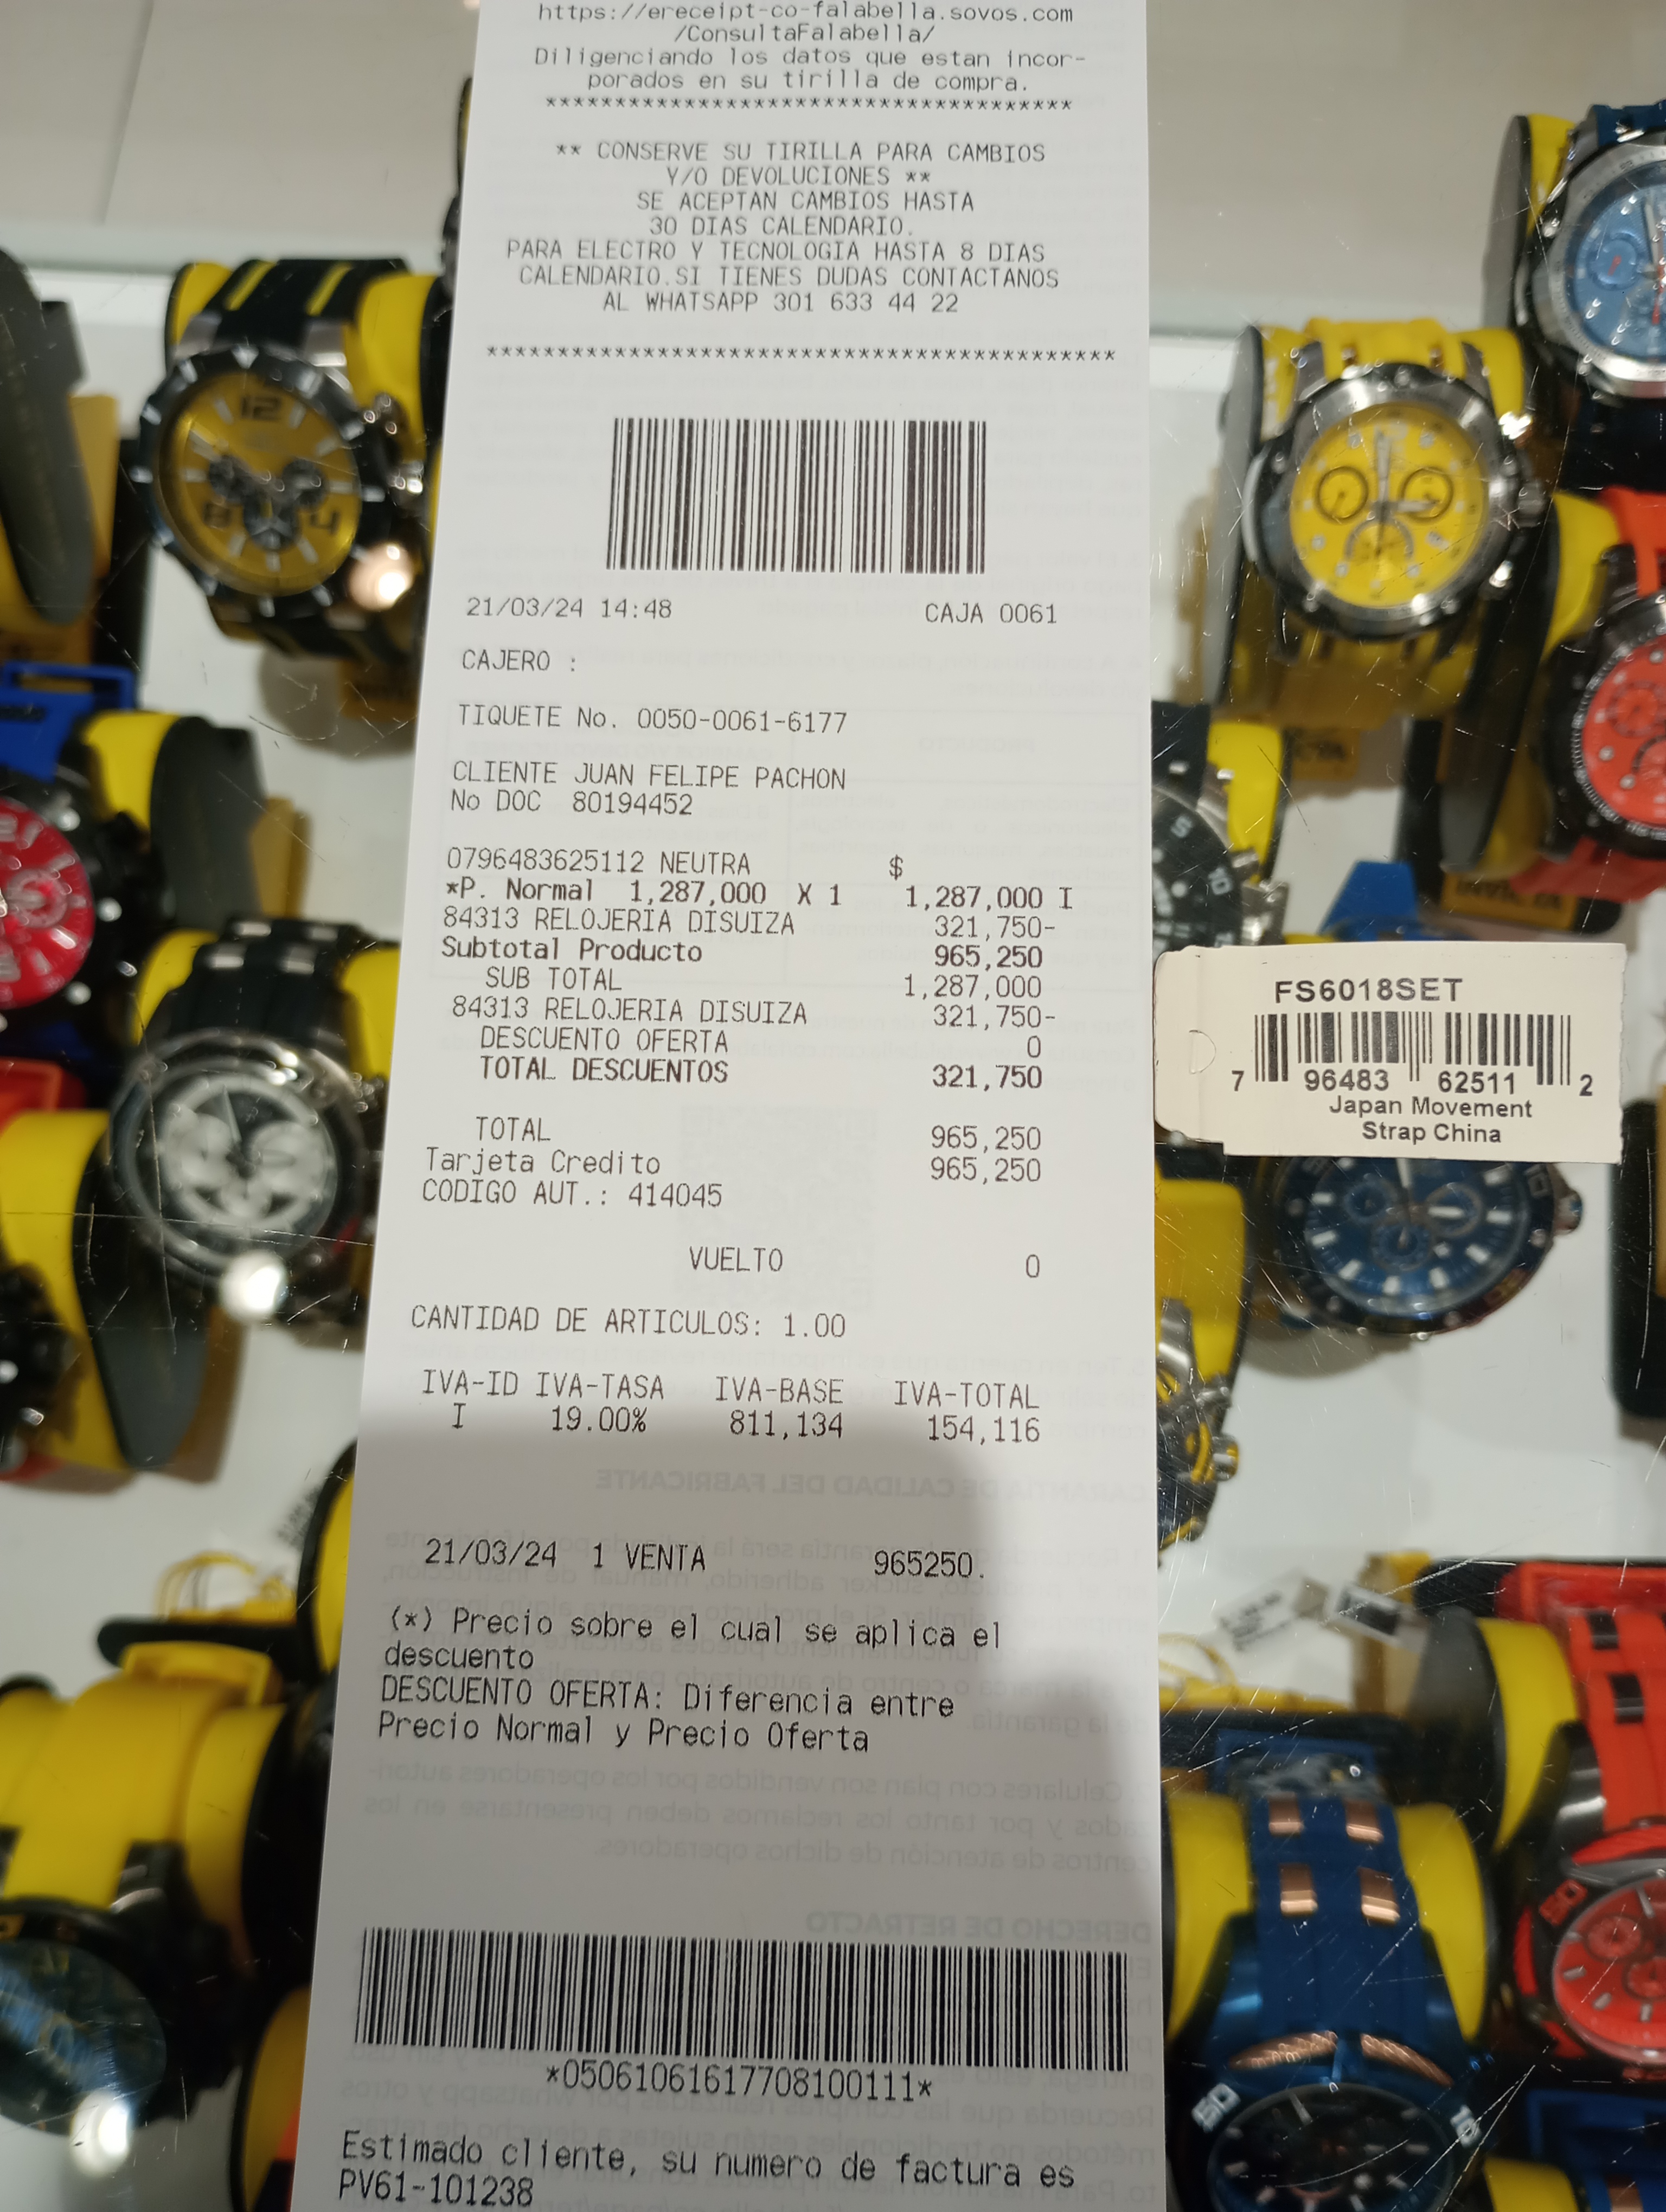 https://ereceipt-co-falabella.sovos.com
/ConsultaFalabella/
Diligenciando los datos que estan incor-
porados en su tirilla de compra.
**************************************
** CONSERVE SU TIRILLA PARA CAMBIOS
Y/O DEVOLUCIONES **
SE ACEPTAN CAMBIOS HASTA
30 DIAS CALENDARIO.
PARA ELECTRO Y TECNOLOGIA HASTA 8 DIAS
CALENDARIO.SI TIENES DUDAS CONTACTANOS
AL WHATSAPP 301 633 44 22
********************************************
21/03/24 14:48 CAJA 0061
CAJERO :
TIQUETE No. 0050-0061-6177
CLIENTE JUAN FELIPE PACHON
No DOC 80194452
0796483625112 NEUTRA $
*P. Normal 1,287,000 X 1 1,287,000 I
84313 RELOJERIA DISUIZA 321,750-
Subtotal Producto 965,250
SUB TOTAL 1,287,000
84313 RELOJERIA DISUIZA 321,750-
DESCUENTO OFERTA 0
TOTAL DESCUENTOS 321,750
TOTAL 965,250
Tarjeta Credito 965,250
CODIGO AUT.: 414045
VUELTO 0
CANTIDAD DE ARTICULOS: 1.00
IVA-ID IVA-TASA IVA-BASE IVA-TOTAL
I 19.00% 811,134 154,116
21/03/24 1 VENTA 965250.
(*) Precio sobre el cual se aplica el
descuento
DESCUENTO OFERTA: Diferencia entre
Precio Normal y Precio Oferta
*05061061617708100111*
Estimado cliente, su numero de factura es
PV61-101238
FS6018SET
7 96483 62511 2
Japan Movement
Strap China
12
5
10
50
10
50